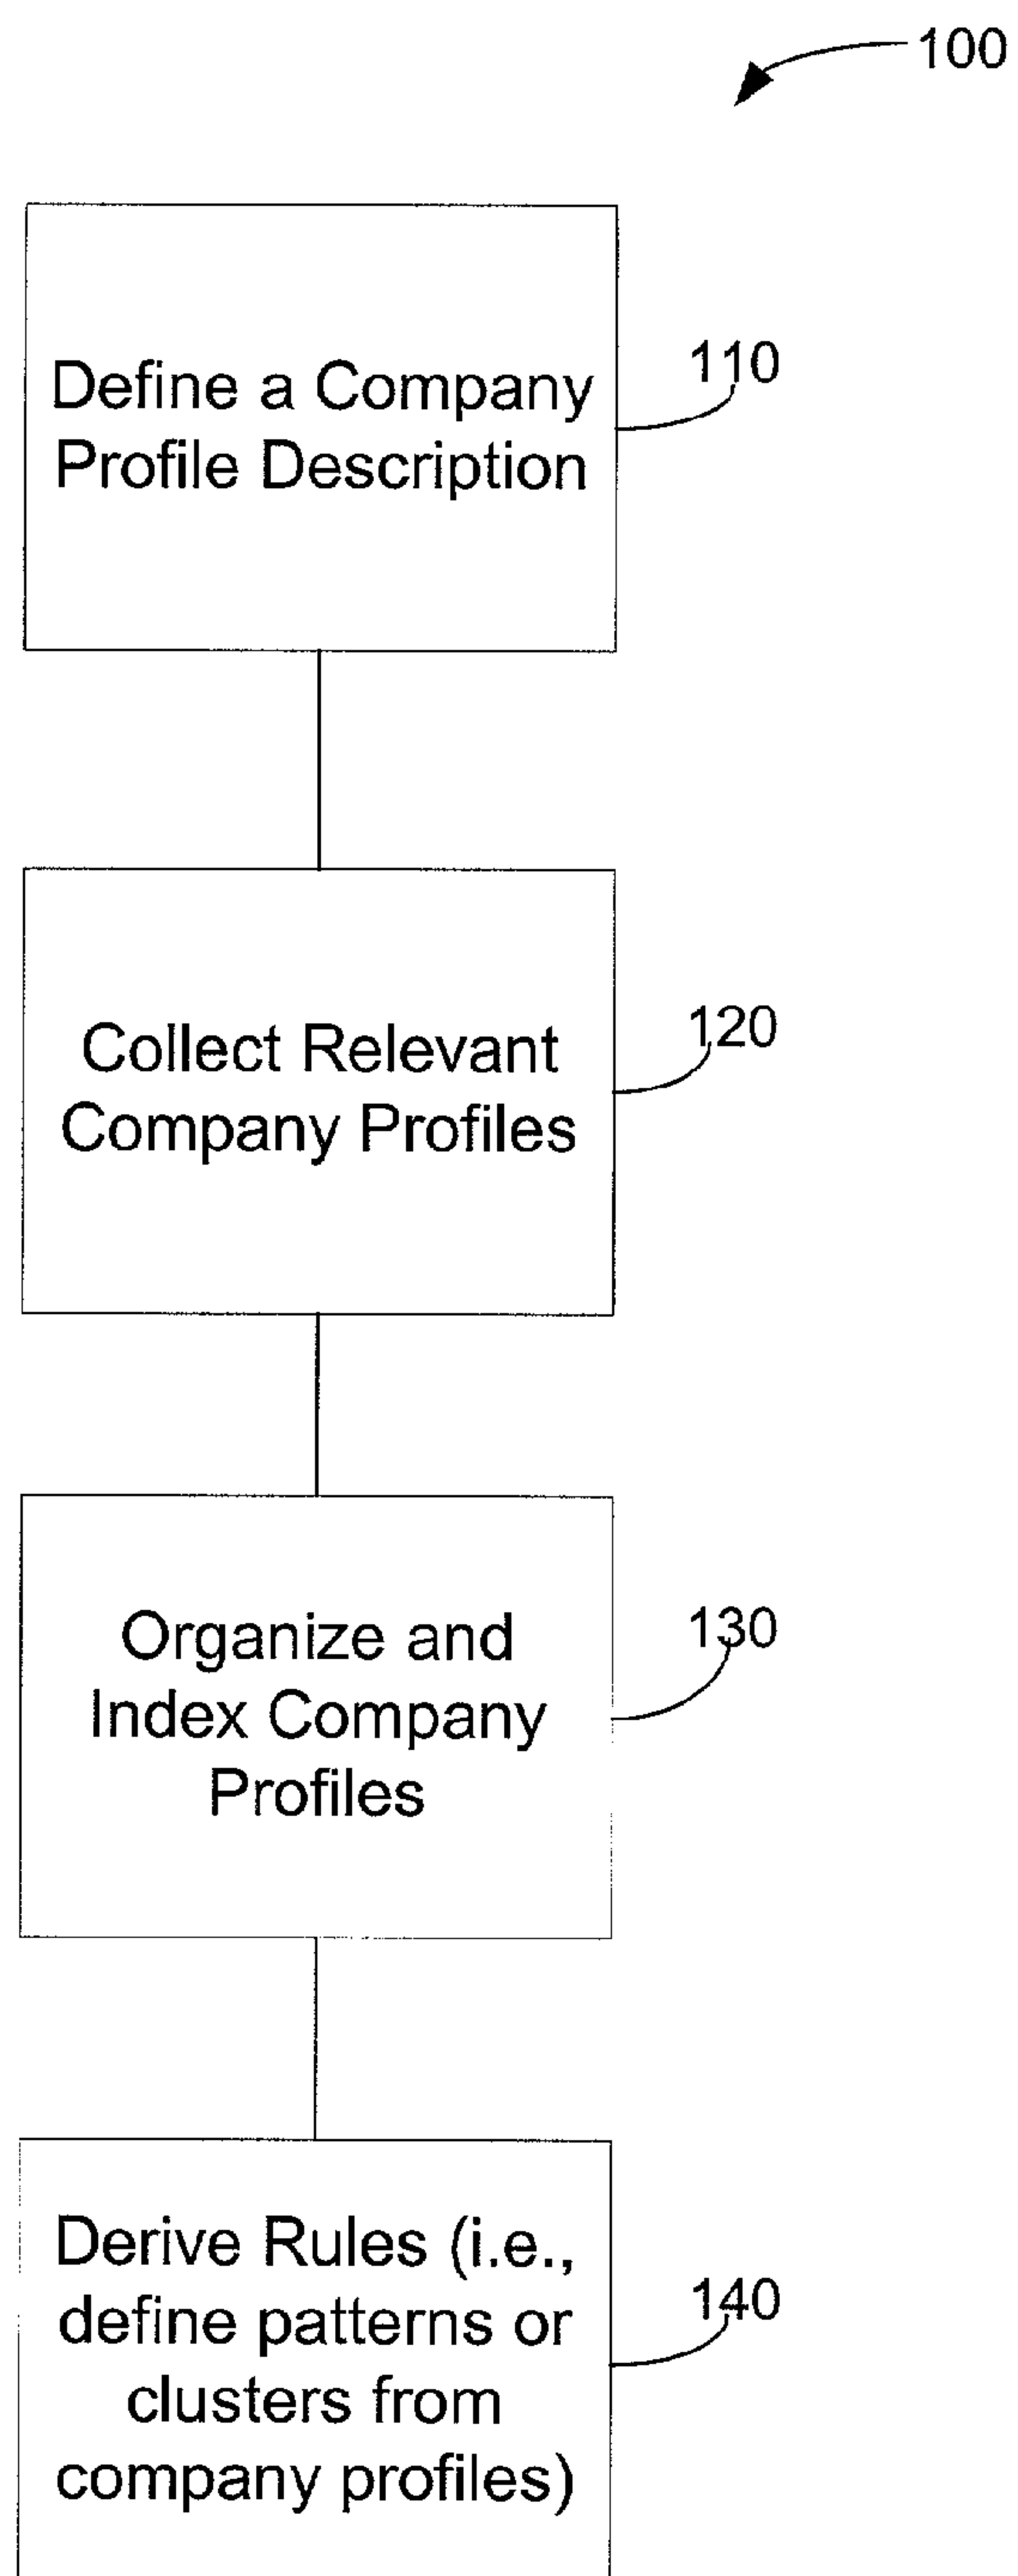 100
Define a Company
Profile Description
110
Collect Relevant
Company Profiles
120
Organize and
Index Company
Profiles
130
Derive Rules (i.e.,
define patterns or
clusters from
company profiles)
140